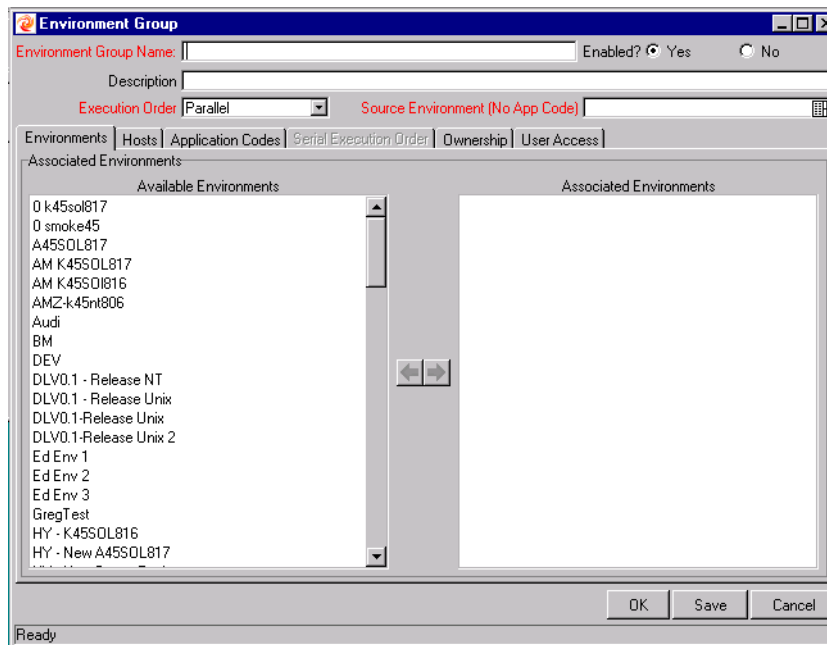 Environment Group
Environment Group Name: Enabled? Yes No
Description
Execution Order Parallel Source Environment (No App Code)
Environments Hosts Application Codes Serial Execution Order Ownership User Access
Associated Environments
Available Environments Associated Environments
0 k45sol817
0 smoke45
A45SOL817
AM K45SOL817
AM K45SOl816
AMZ-k45nt806
Audi
BM
DEV
DLV0.1 - Release NT
DLV0.1 - Release Unix
DLV0.1-Release Unix
DLV0.1-Release Unix 2
Ed Env 1
Ed Env 2
Ed Env 3
GregTest
HY - K45SOL816
HY - New A45SOL817
OK Save Cancel
Ready